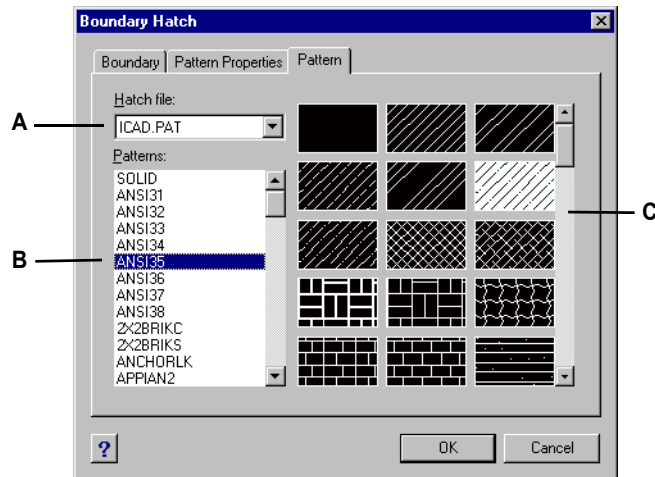 Boundary Hatch
Boundary
Pattern Properties
Pattern
Hatch file:
A
ICAD.PAT
Patterns:
SOLID
ANSI31
ANSI32
ANSI33
ANSI34
B
ANSI35
ANSI36
ANSI37
ANSI38
2X2BRIKC
2X2BRIKS
ANCHORLK
APPIAN2
C
?
OK
Cancel